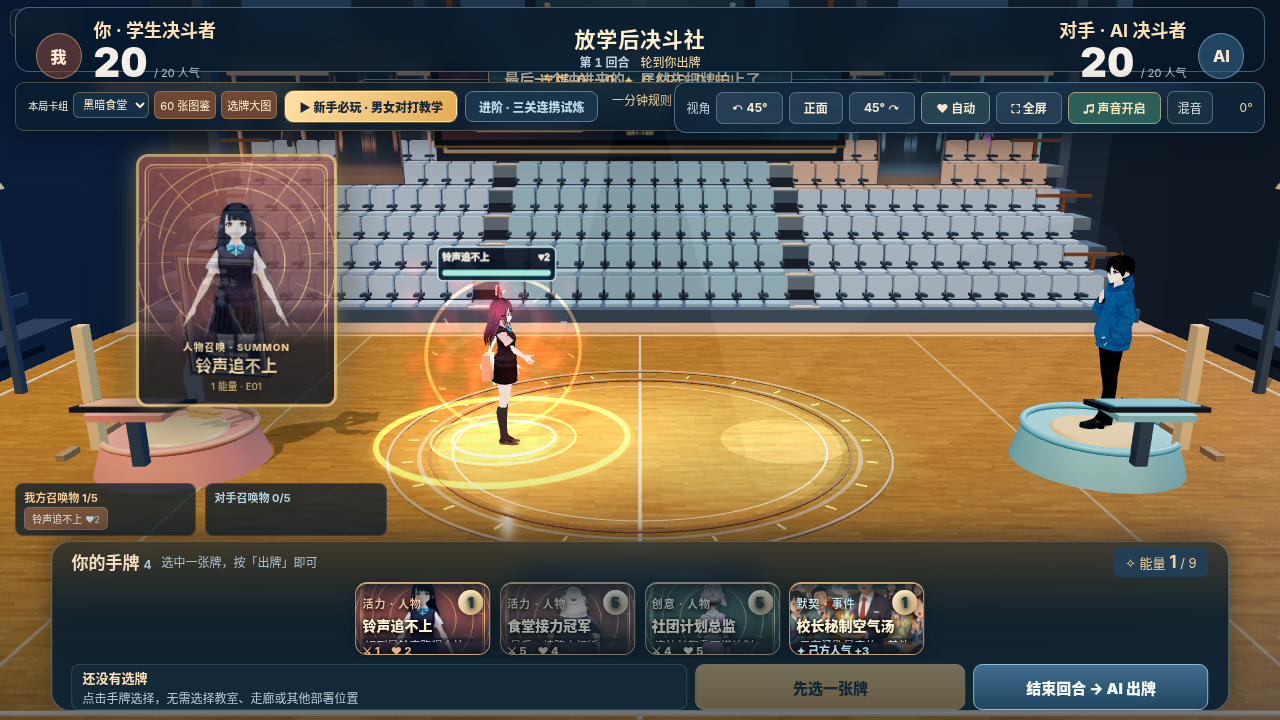 我
你 · 学生决斗者
20 / 20 人气
放学后决斗社
第 1 回合 轮到你出牌
对手 · AI 决斗者
20 / 20 人气
AI
本局卡组
黑暗食堂
60 张图鉴
选牌大图
▶ 新手必玩 · 男女对打教学
进阶 · 三关连携试炼
一分钟规则
视角
↶ 45°
正面
45° ↷
♥ 自动
⛶ 全屏
♫ 声音开启
混音
0°
人物召唤 · SUMMON
铃声追不上
1 能量 · E01
铃声追不上 ♥2
我方召唤物 1/5
铃声追不上 ♥2
对手召唤物 0/5
你的手牌 4 选中一张牌，按「出牌」即可
✧ 能量 1 / 9
活力 · 人物 1
铃声追不上
⚔1 ♥2
活力 · 人物 5
食堂接力冠军
⚔5 ♥4
创意 · 人物 5
社团计划总监
⚔4 ♥5
默契 · 事件 1
校长秘制空气汤
✦ 己方人气 +3
还没有选牌
点击手牌选择，无需选择教室、走廊或其他部署位置
先选一张牌
结束回合 → AI 出牌